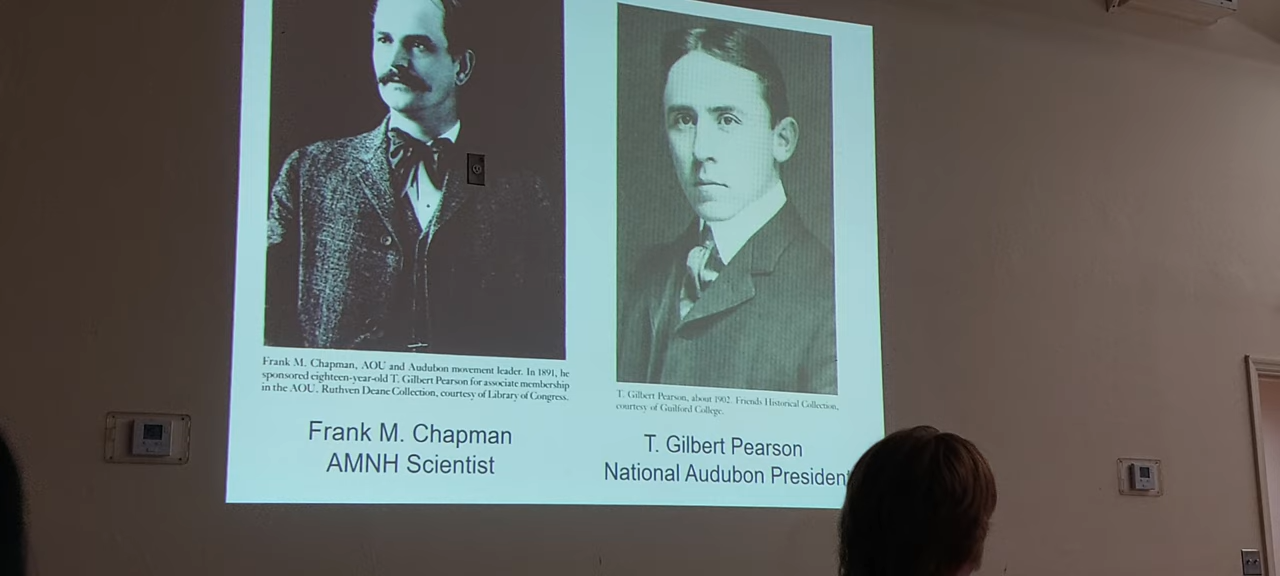 Frank M. Chapman, AOU and Audubon movement leader. In 1891, he
sponsored eighteen-year-old T. Gilbert Pearson for associate membership
in the AOU. Ruthven Deane Collection, courtesy of Library of Congress.
Frank M. Chapman
AMNH Scientist
T. Gilbert Pearson, about 1902. Friends Historical Collection,
courtesy of Guilford College.
T. Gilbert Pearson
National Audubon Presiden